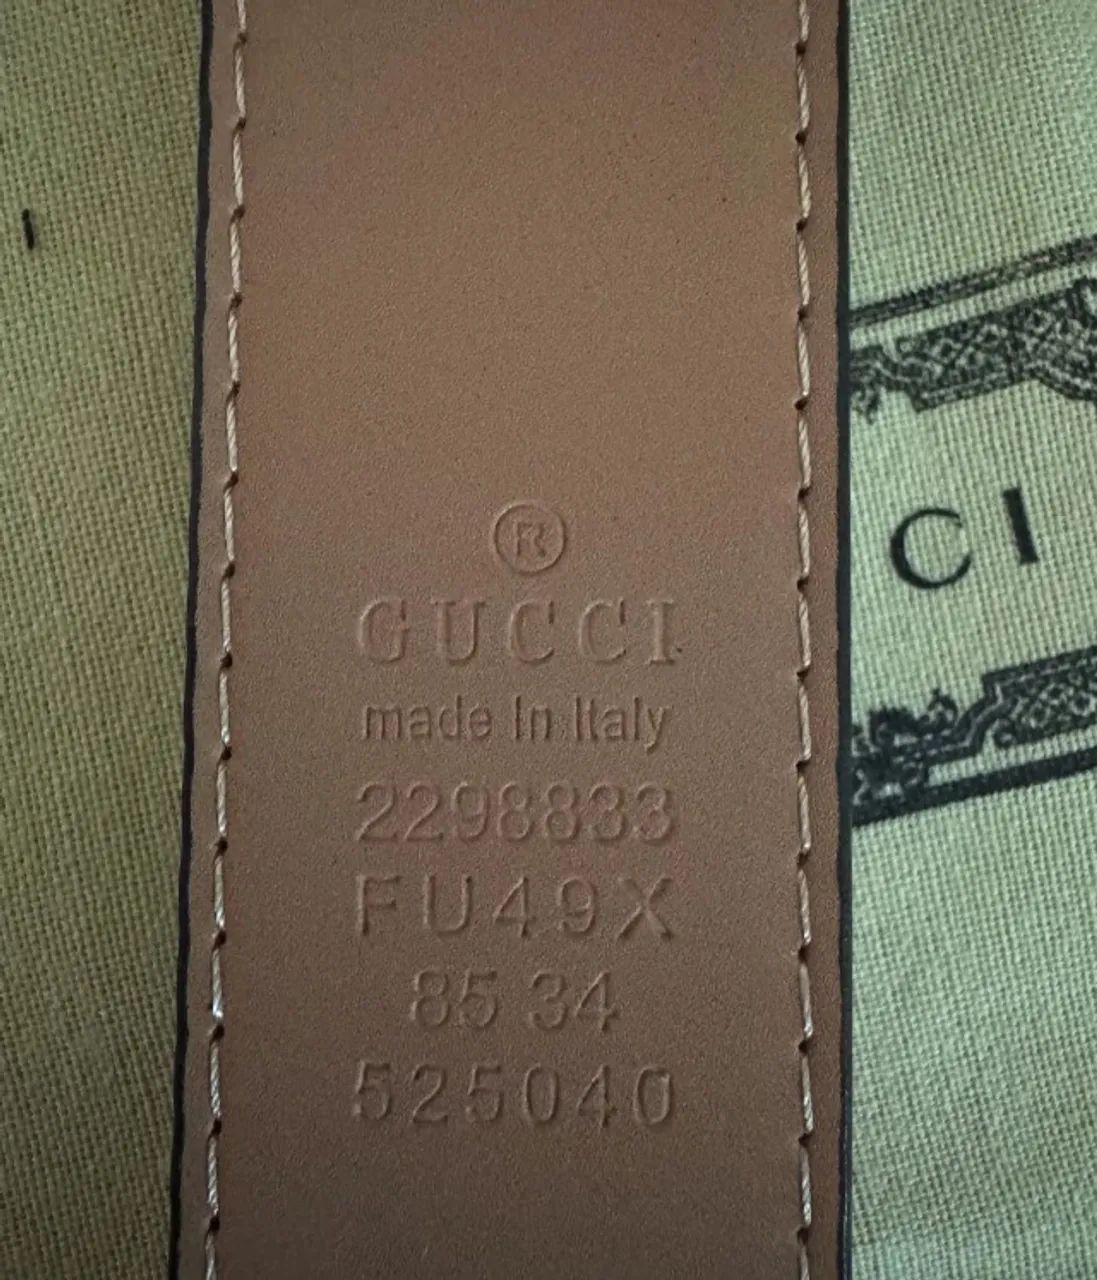 ®
GUCCI
made In Italy
2298833
FU49X
85 34
525040
CI